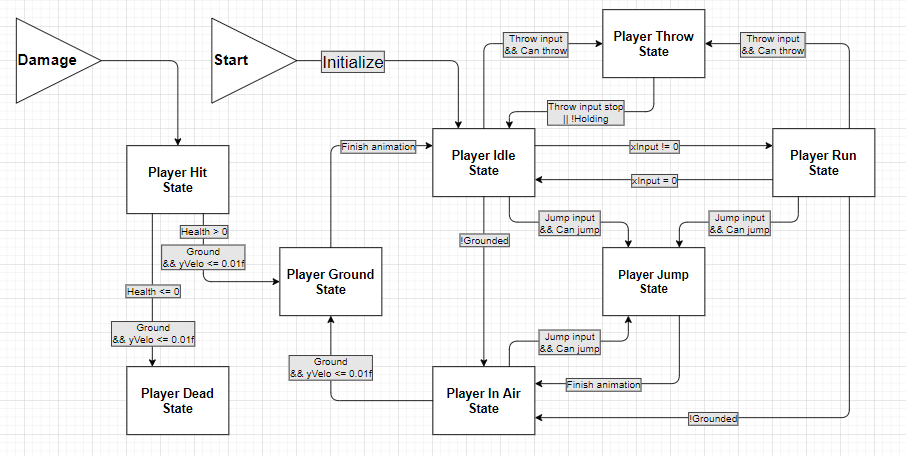 Damage
Start
Initialize
Throw input
&& Can throw
Player Throw
State
Throw input
&& Can throw
Throw input stop
|| !Holding
Finish animation
Player Idle
State
xInput != 0
xInput = 0
Player Run
State
Player Hit
State
Health > 0
Ground
&& yVelo <= 0.01f
Health <= 0
Ground
&& yVelo <= 0.01f
Player Dead
State
Player Ground
State
Ground
&& yVelo <= 0.01f
!Grounded
Jump input
&& Can jump
Jump input
&& Can jump
Player Jump
State
Jump input
&& Can jump
Finish animation
Player In Air
State
!Grounded